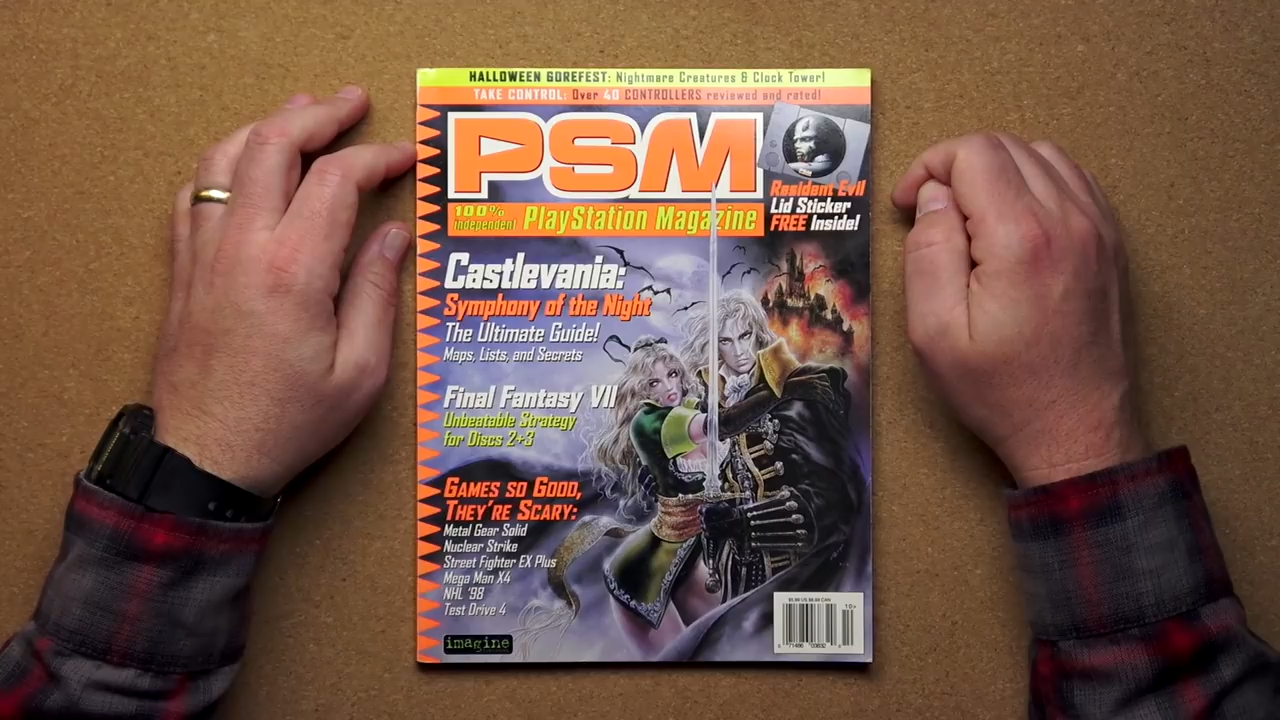 HALLOWEEN GOREFEST: Nightmare Creatures & Clock Tower!
TAKE CONTROL: Over 40 CONTROLLERS reviewed and rated!
PSM
100% independent PlayStation Magazine
Resident Evil
Lid Sticker
FREE Inside!
Castlevania:
Symphony of the Night
The Ultimate Guide!
Maps, Lists, and Secrets
Final Fantasy VII
Unbeatable Strategy
for Discs 2+3
GAMES SO GOOD,
THEY'RE SCARY:
Metal Gear Solid
Nuclear Strike
Street Fighter EX Plus
Mega Man X4
NHL '98
Test Drive 4
imagine